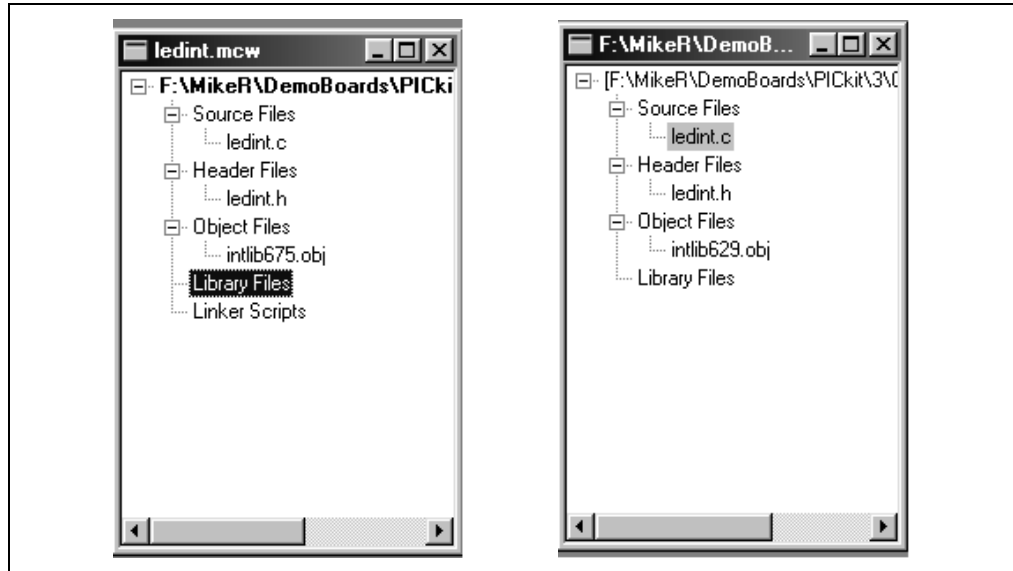 ledint.mcw
F:\MikeR\DemoBoards\PICki
Source Files
ledint.c
Header Files
ledint.h
Object Files
intlib675.obj
Library Files
Linker Scripts
F:\MikeR\DemoB...
[F:\MikeR\DemoBoards\PICkit\3\
Source Files
ledint.c
Header Files
ledint.h
Object Files
intlib629.obj
Library Files